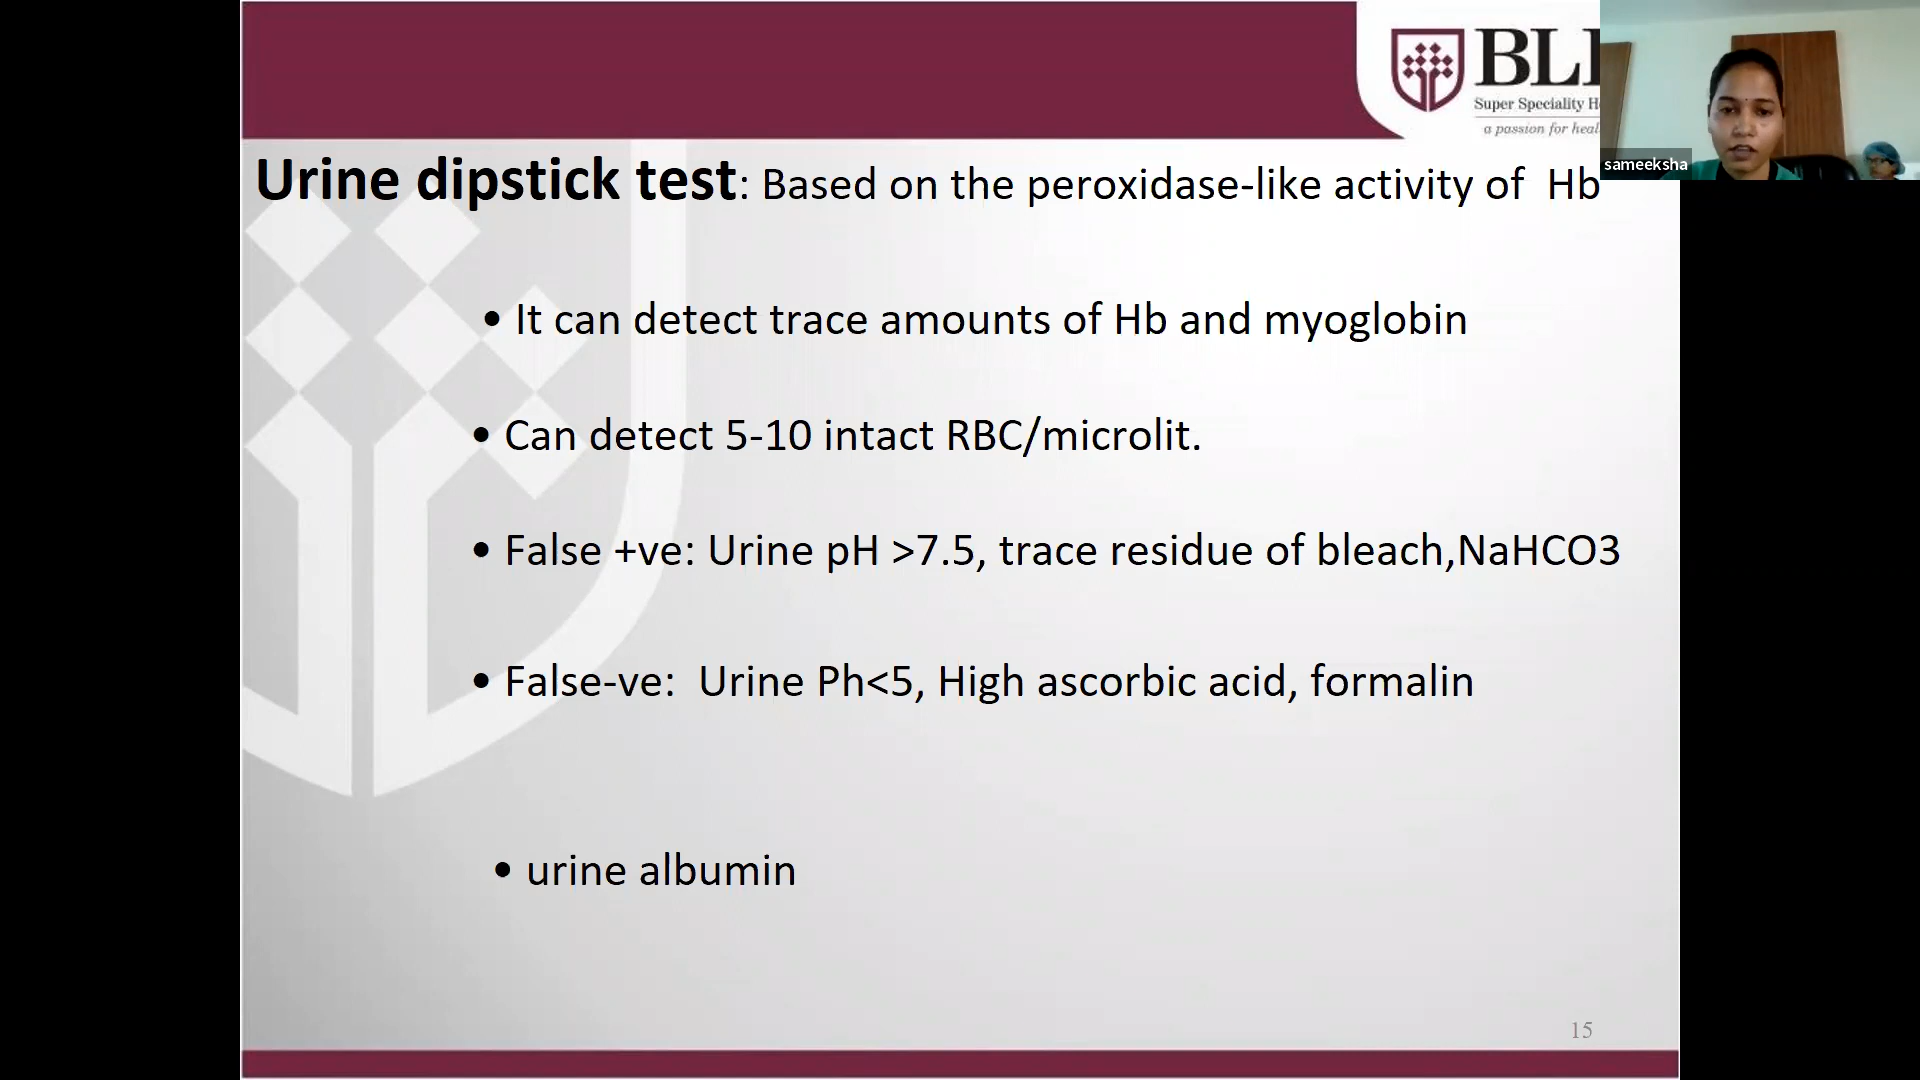 Super Speciality
a passion for
sameeksha
Urine dipstick test: Based on the peroxidase-like activity of Hb
• It can detect trace amounts of Hb and myoglobin
• Can detect 5-10 intact RBC/microlit.
• False +ve: Urine pH >7.5, trace residue of bleach,NaHCO3
• False-ve: Urine Ph<5, High ascorbic acid, formalin
• urine albumin
15